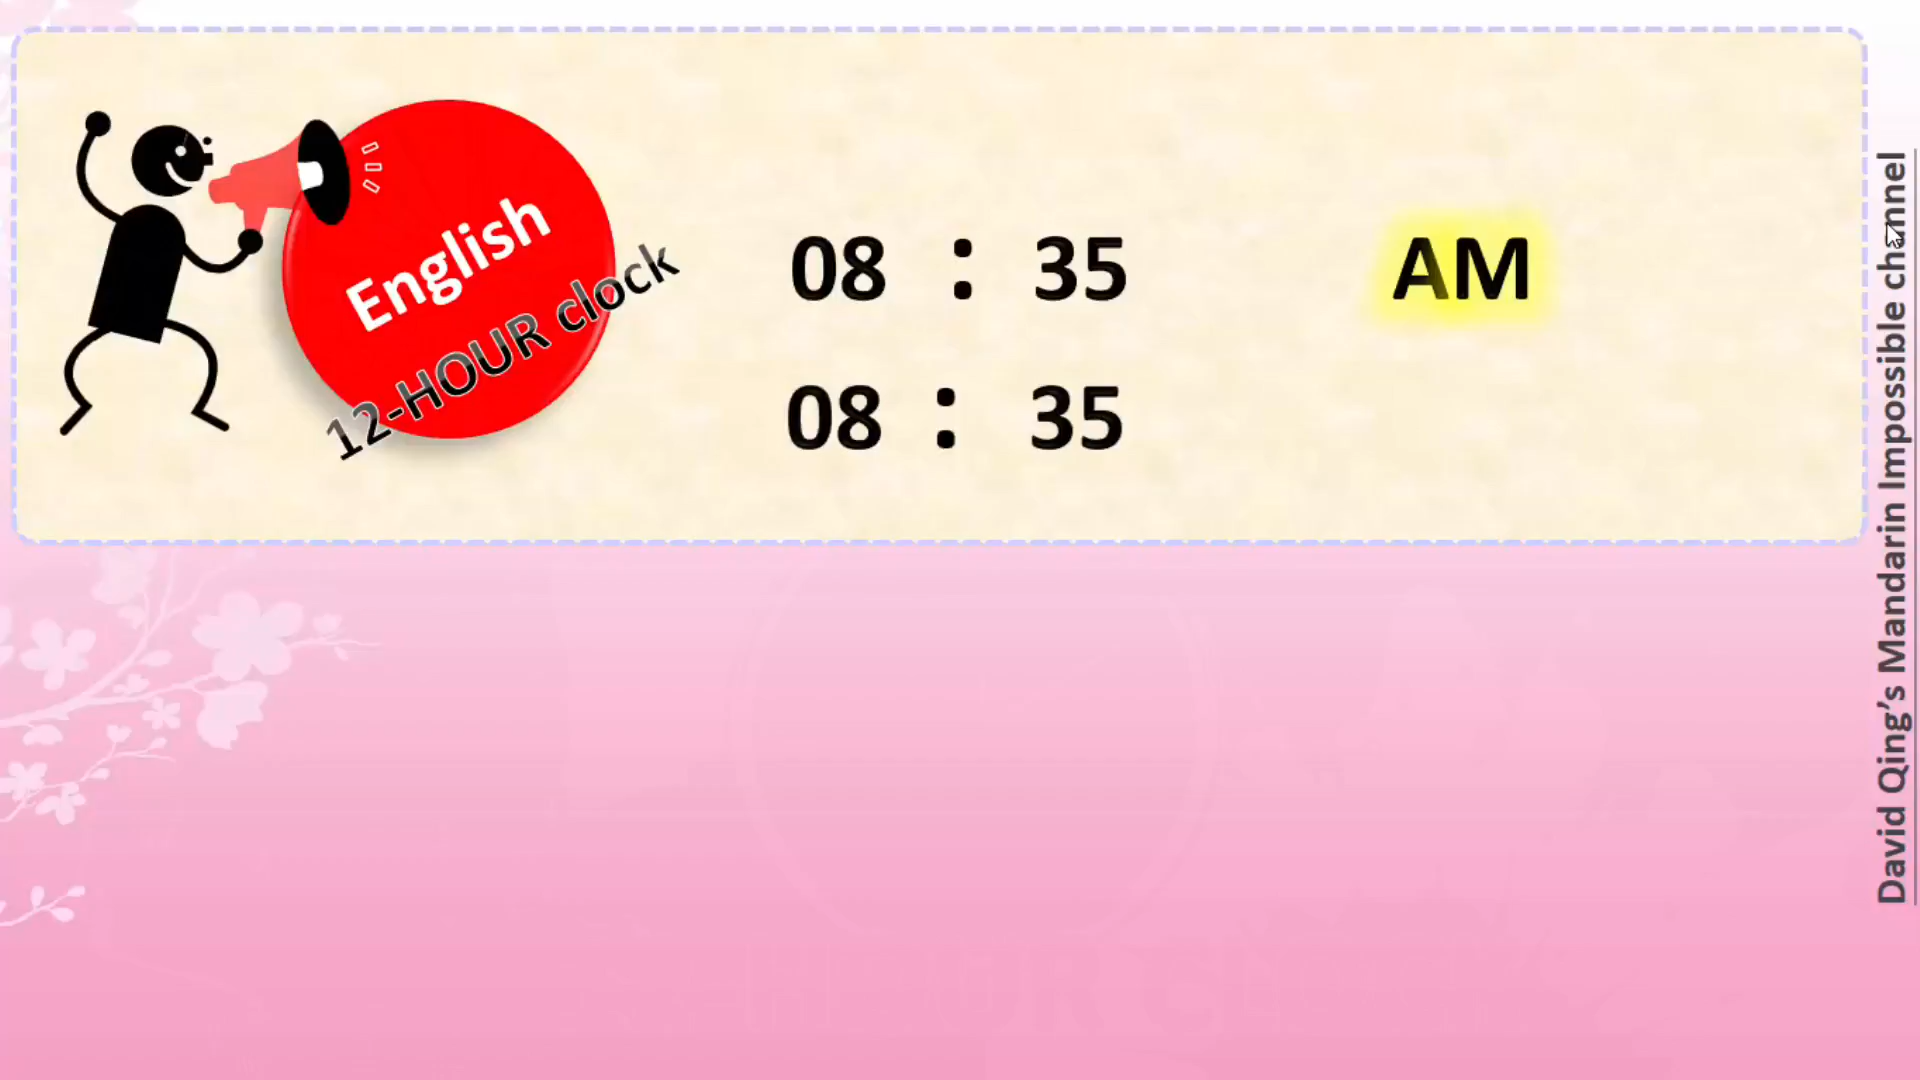 English
12-HOUR clock
08 : 35 AM
08 : 35
David Qing's Mandarin Impossible channel